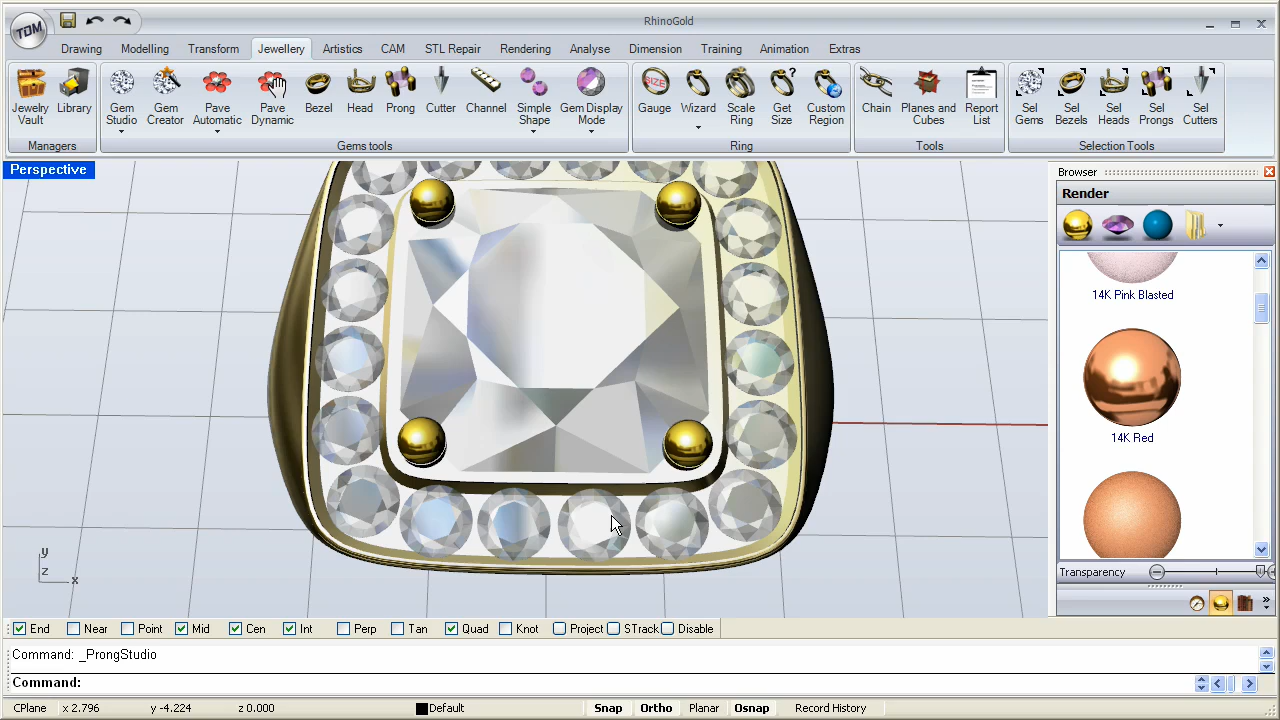 TDM
RhinoGold
Drawing Modelling Transform Jewellery Artistics CAM STL Repair Rendering Analyse Dimension Training Animation Extras
Jewelry Vault
Library
Gem Studio
Gem Creator
Pave Automatic
Pave Dynamic
Bezel
Head
Prong
Cutter
Channel
Simple Shape
Gem Display Mode
SIZE
Gauge
Wizard
Scale Ring
Get Size
Custom Region
Chain
Planes and Cubes
Report List
Sel Gems
Sel Bezels
Sel Heads
Sel Prongs
Sel Cutters
Managers
Gems tools
Ring
Tools
Selection Tools
Perspective
Browser
Render
14K Pink Blasted
14K Red
Transparency
y
z x
End Near Point Mid Cen Int Perp Tan Quad Knot Project STrack Disable
Command: _ProngStudio
Command:
CPlane x 2.796 y -4.224 z 0.000 Default Snap Ortho Planar Osnap Record History